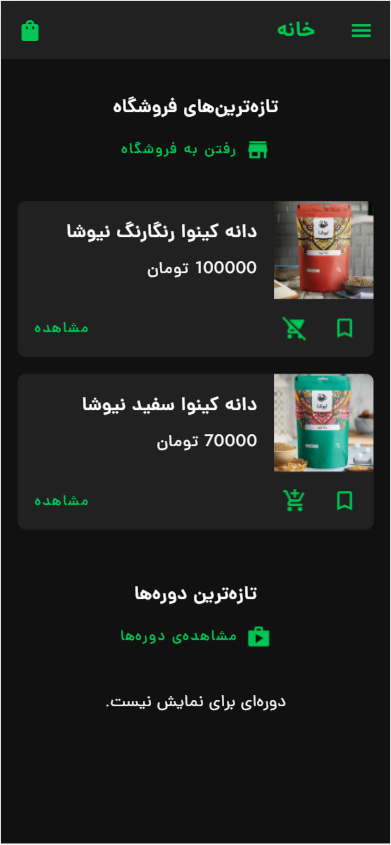 خانه
تازه‌ترین‌های فروشگاه
رفتن به فروشگاه
دانه کینوا رنگارنگ نیوشا
100000 تومان
مشاهده
دانه کینوا سفید نیوشا
70000 تومان
مشاهده
تازه‌ترین دوره‌ها
مشاهده‌ی دوره‌ها
دوره‌ای برای نمایش نیست.